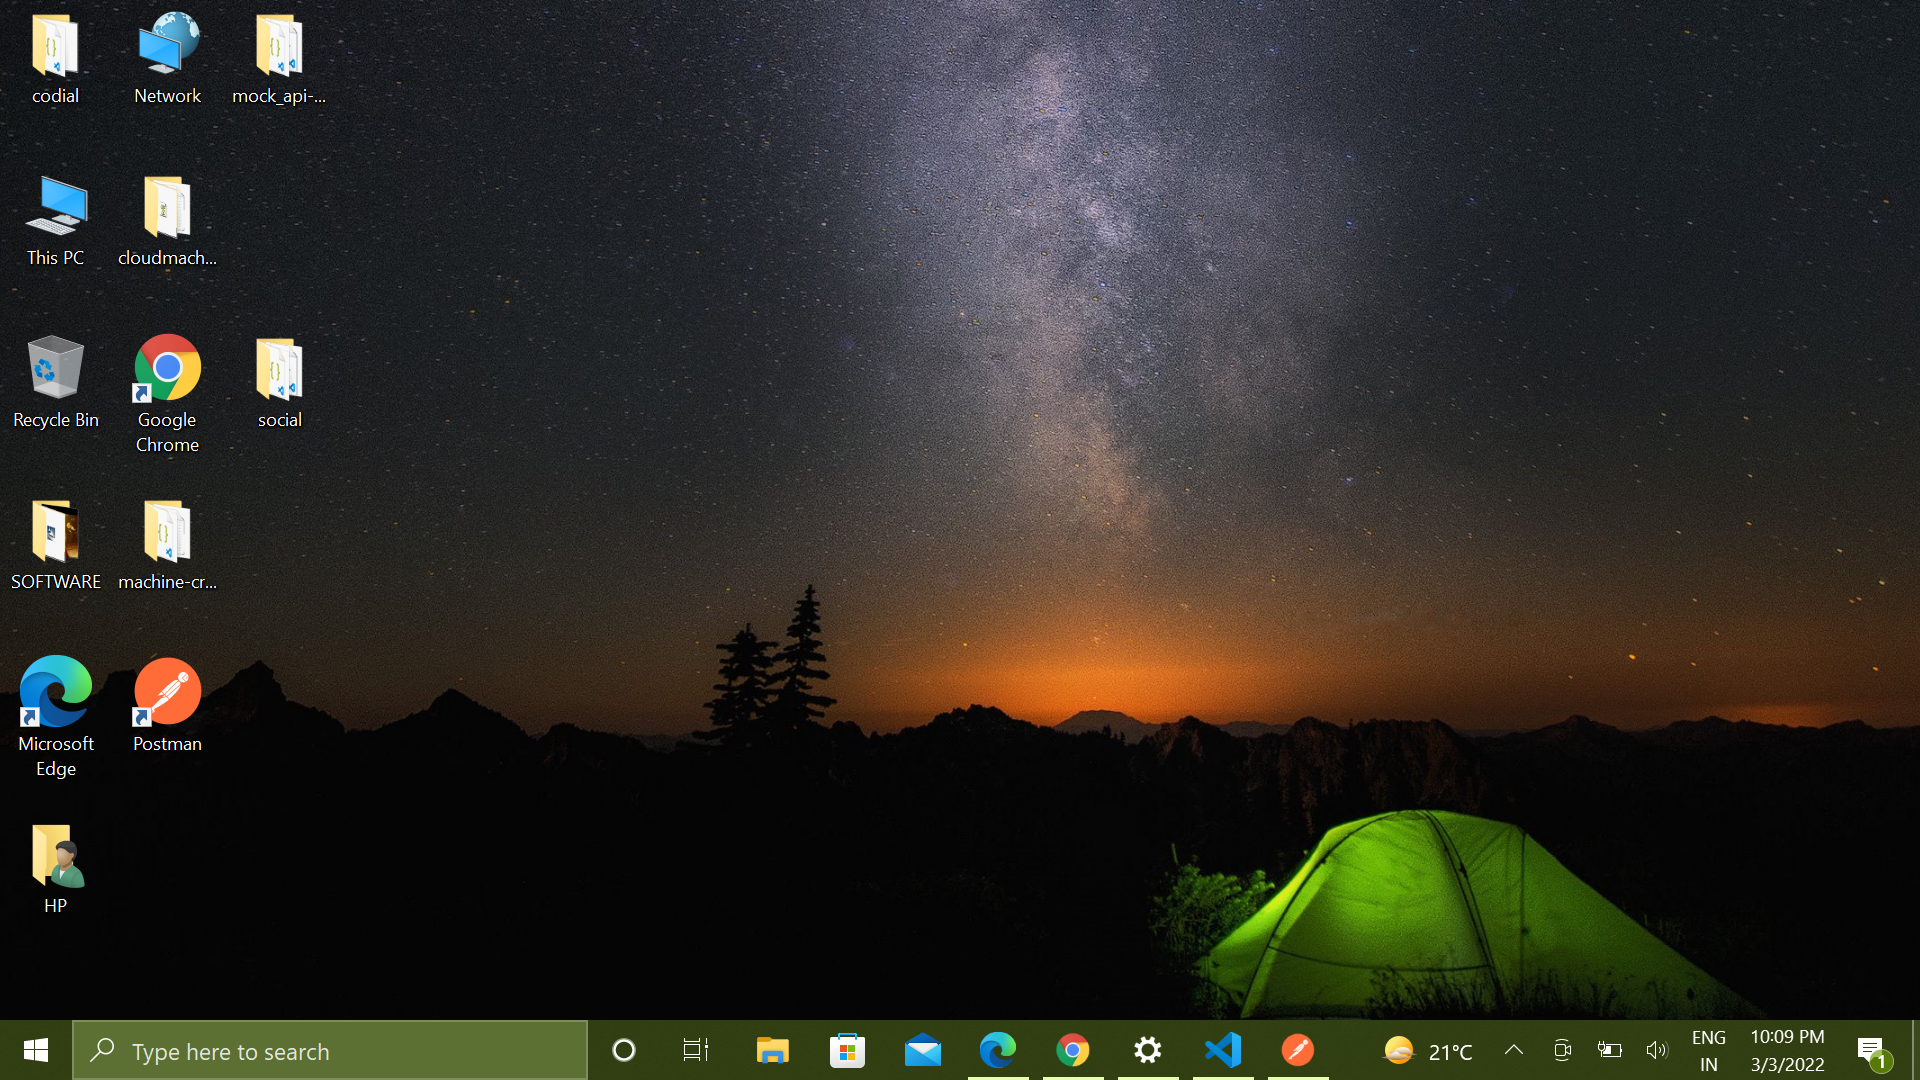 codial
Network
mock_api-...
This PC
cloudmach...
Recycle Bin
Google
Chrome
social
SOFTWARE
machine-cr...
Microsoft
Edge
Postman
HP
Type here to search
21°C
ENG
IN
10:09 PM
3/3/2022
1